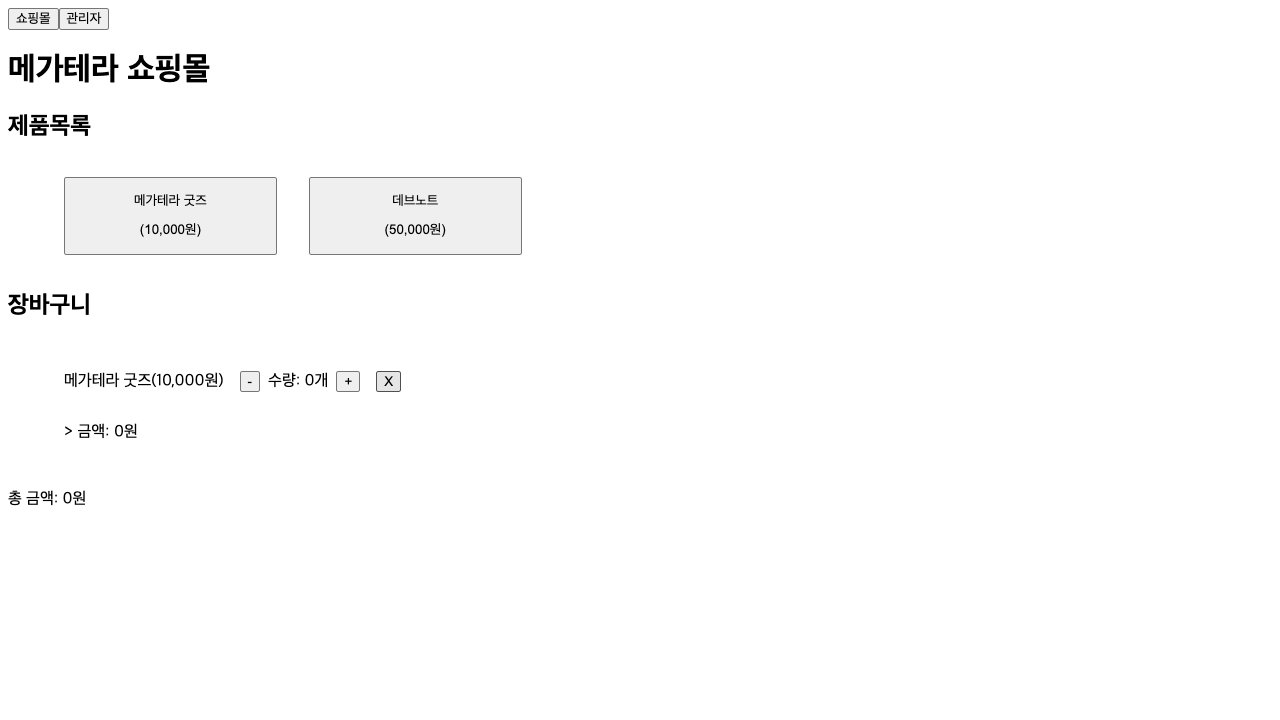 쇼핑몰 관리자
메가테라 쇼핑몰
제품목록
메가테라 굿즈 데브노트
(10,000원) (50,000원)
장바구니
메가테라 굿즈(10,000원) - 수량: 0개 + X
> 금액: 0원
총 금액: 0원